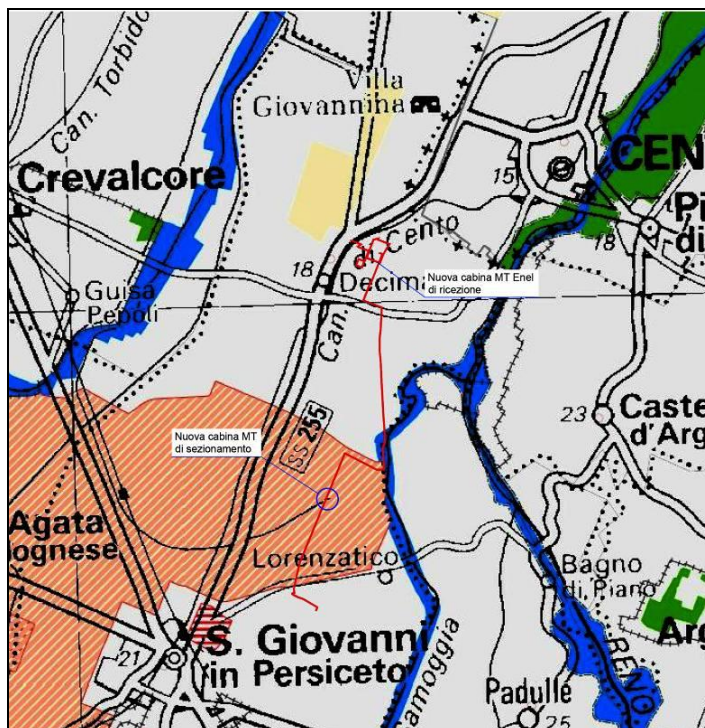 Can. Torbido
Villa
Giovannina
CEN
15
Crevalcore
Pi
di
18
Cento
di
Decima
18
Nuova cabina MT Enel
di ricezione
Guisa
Pepoli
Can.
Nuova cabina MT
di sezionamento
SS 255
23
Caste
d'Arg
Agata
ognese
Lorenzatico
Bagno
di Piano
S. Giovanni
in Persiceto
21
Samoggia
RENO
Arg
Padulle
25